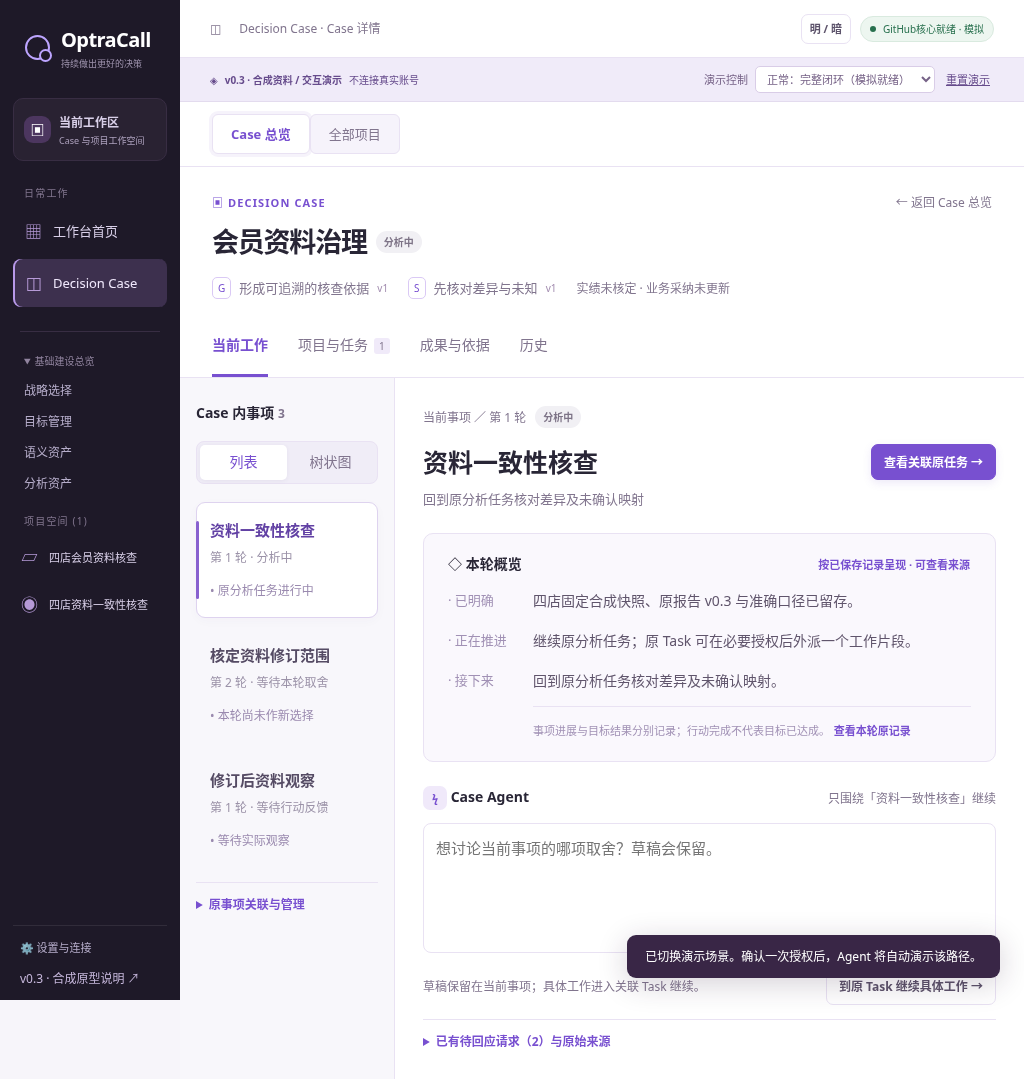 OptraCall
持续做出更好的决策
当前工作区
Case 与项目工作空间
日常工作
工作台首页
Decision Case
▾ 基础建设总览
战略选择
目标管理
语义资产
分析资产
项目空间 (1)
四店会员资料核查
四店资料一致性核查
设置与连接
v0.3 · 合成原型说明 ↗
Decision Case · Case 详情
明 / 暗
GitHub核心就绪 · 模拟
◈ v0.3 · 合成资料 / 交互演示 不连接真实账号
演示控制
正常：完整闭环（模拟就绪）
重置演示
Case 总览
全部项目
DECISION CASE
← 返回 Case 总览
会员资料治理 分析中
G 形成可追溯的核查依据 v1 S 先核对差异与未知 v1 实绩未核定 · 业务采纳未更新
当前工作
项目与任务 1
成果与依据
历史
Case 内事项 3
列表
树状图
资料一致性核查
第 1 轮 · 分析中
• 原分析任务进行中
核定资料修订范围
第 2 轮 · 等待本轮取舍
• 本轮尚未作新选择
修订后资料观察
第 1 轮 · 等待行动反馈
• 等待实际观察
▸ 原事项关联与管理
当前事项 ／ 第 1 轮 分析中
资料一致性核查
查看关联原任务 →
回到原分析任务核对差异及未确认映射
◇ 本轮概览
按已保存记录呈现 · 可查看来源
· 已明确 四店固定合成快照、原报告 v0.3 与准确口径已留存。
· 正在推进 继续原分析任务；原 Task 可在必要授权后外派一个工作片段。
· 接下来 回到原分析任务核对差异及未确认映射。
事项进展与目标结果分别记录；行动完成不代表目标已达成。 查看本轮原记录
Case Agent
只围绕「资料一致性核查」继续
想讨论当前事项的哪项取舍？草稿会保留。
已切换演示场景。确认一次授权后，Agent 将自动演示该路径。
草稿保留在当前事项；具体工作进入关联 Task 继续。
到原 Task 继续具体工作 →
▸ 已有待回应请求（2）与原始来源